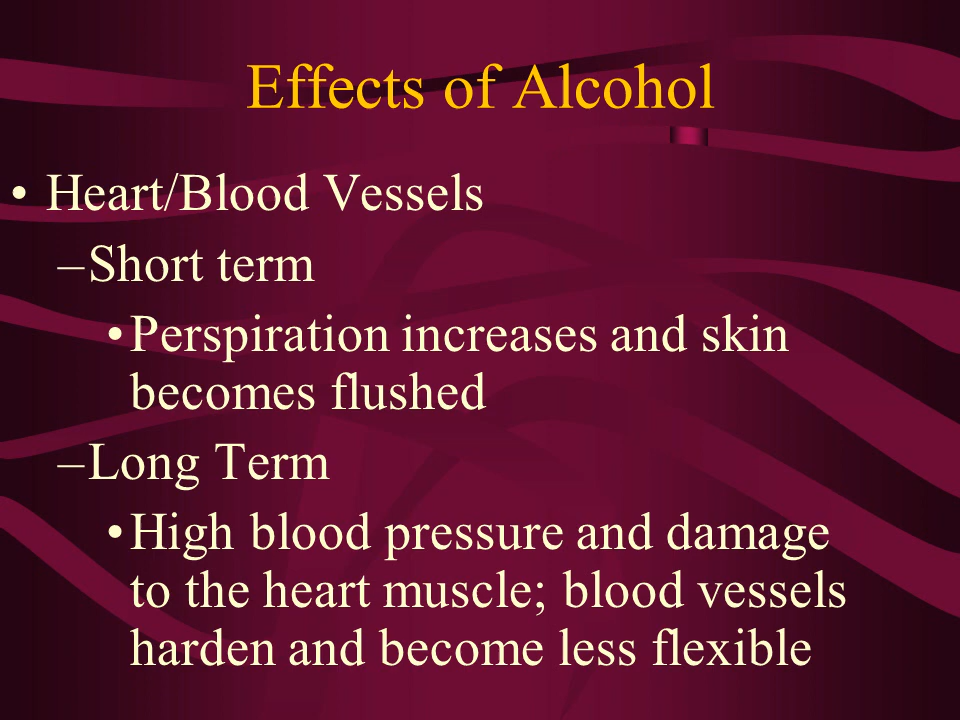 Effects of Alcohol
•Heart/Blood Vessels
–Short term
•Perspiration increases and skin
becomes flushed
–Long Term
•High blood pressure and damage
to the heart muscle; blood vessels
harden and become less flexible